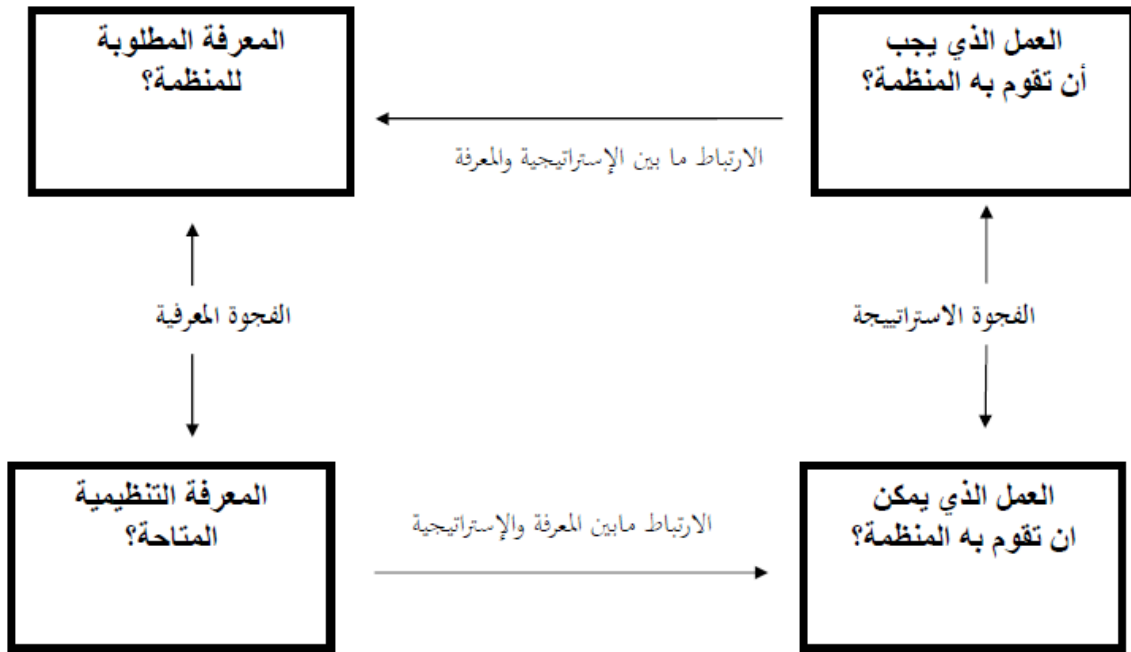 العمل الذي يجب
أن تقوم به المنظمة؟
المعرفة المطلوبة
للمنظمة؟
الارتباط ما بين الإستراتيجية والمعرفة
الفجوة الاستراتييجة
الفجوة المعرفية
العمل الذي يمكن
ان تقوم به المنظمة؟
الارتباط مابين المعرفة والإستراتيجية
المعرفة التنظيمية
المتاحة؟